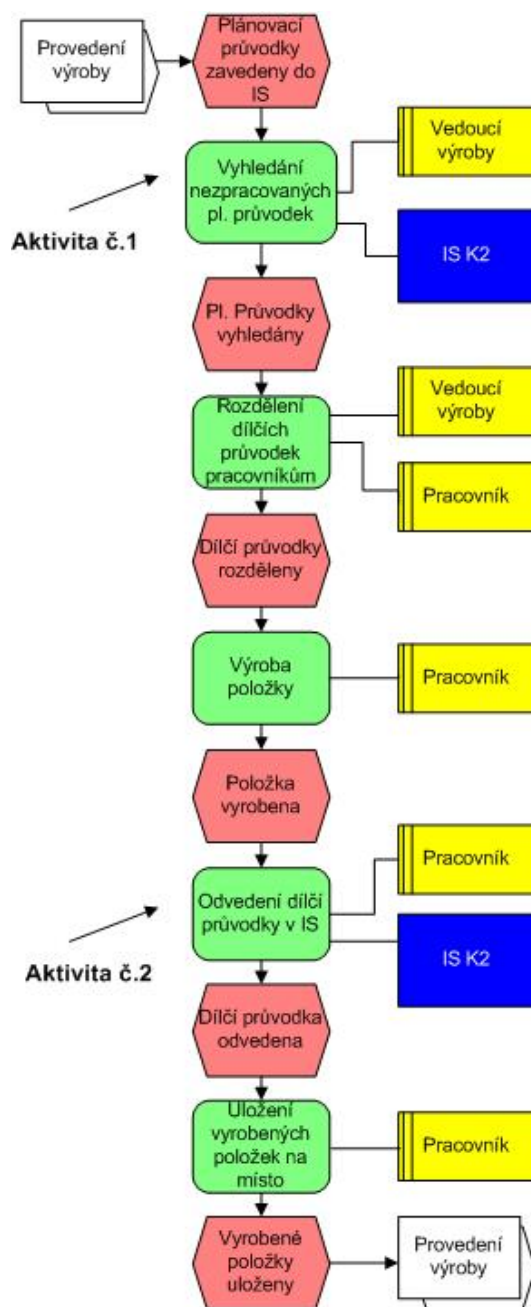 Provedení
výroby
Plánovací
průvodky
zavedeny do
IS
Vyhledání
nezpracovaných
pl. průvodek
Vedoucí
výroby
Aktivita č.1
IS K2
Pl. Průvodky
vyhledány
Rozdělení
dílčích
průvodek
pracovníkům
Vedoucí
výroby
Pracovník
Dílčí průvodky
rozděleny
Výroba
položky
Pracovník
Položka
vyrobena
Pracovník
Odvedení dílčí
průvodky v IS
IS K2
Aktivita č.2
Dílčí průvodka
odvedena
Uložení
vyrobených
položek na
místo
Pracovník
Vyrobené
položky
uloženy
Provedení
výroby